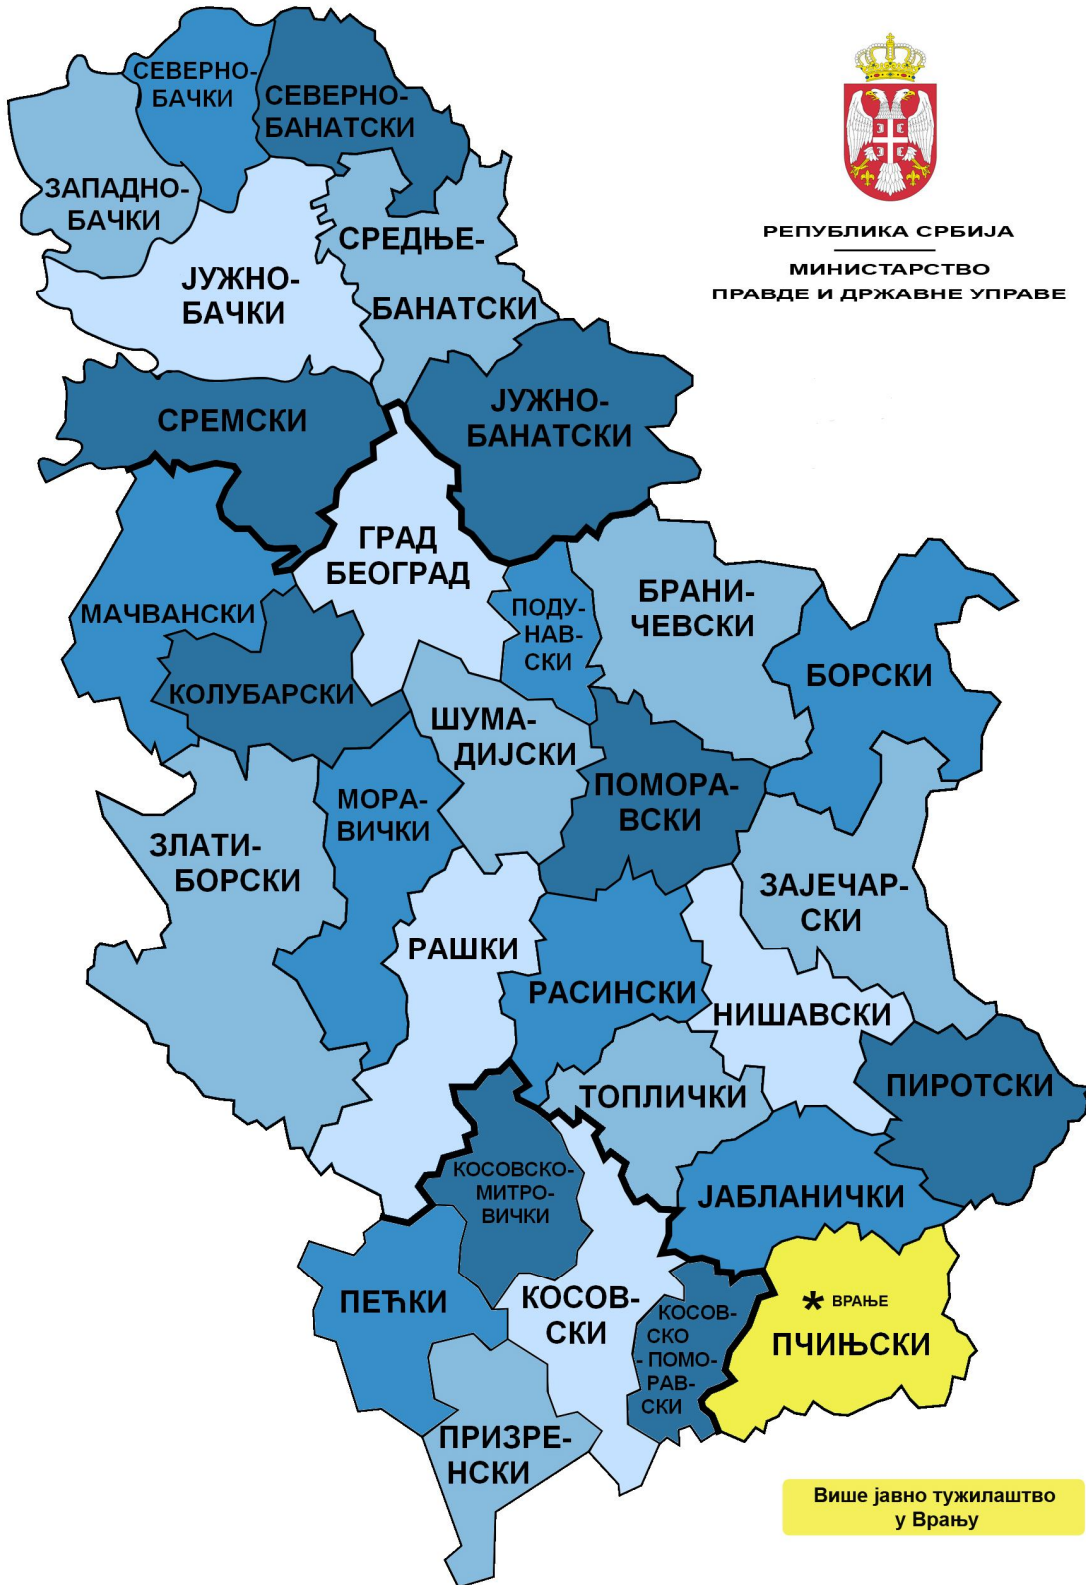 СЕВЕРНО-
БАЧКИ
СЕВЕРНО-
БАНАТСКИ
ЗАПАДНО-
БАЧКИ
СРЕДЊЕ-
БАНАТСКИ
ЈУЖНО-
БАЧКИ
РЕПУБЛИКА СРБИЈА
МИНИСТАРСТВО
ПРАВДЕ И ДРЖАВНЕ УПРАВЕ
СРЕМСКИ
ЈУЖНО-
БАНАТСКИ
ГРАД
БЕОГРАД
МАЧВАНСКИ
ПОДУ-
НАВ-
СКИ
БРАНИ-
ЧЕВСКИ
БОРСКИ
КОЛУБАРСКИ
ШУМА-
ДИЈСКИ
ПОМОРА-
ВСКИ
МОРА-
ВИЧКИ
ЗЛАТИ-
БОРСКИ
ЗАЈЕЧАР-
СКИ
РАШКИ
РАСИНСКИ
НИШАВСКИ
ТОПЛИЧКИ
ПИРОТСКИ
КОСОВСКО-
МИТРО-
ВИЧКИ
ЈАБЛАНИЧКИ
ПЕЋКИ
КОСОВ-
СКИ
КОСОВ-
СКО
- ПОМО-
РАВ-
СКИ
* ВРАЊЕ
ПЧИЊСКИ
ПРИЗРЕ-
НСКИ
Више јавно тужилаштво
у Врању